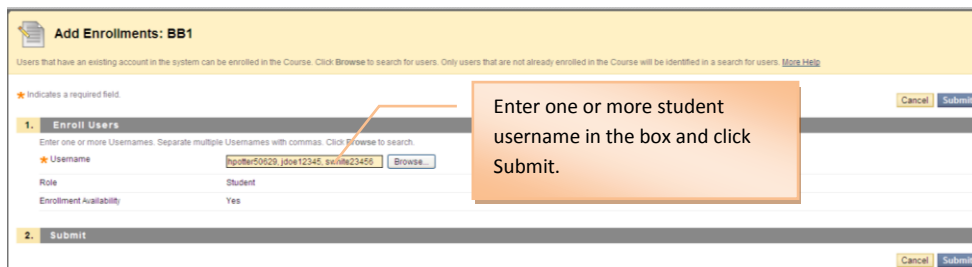 Add Enrollments: BB1
Users that have an existing account in the system can be enrolled in the Course. Click Browse to search for users. Only users that are not already enrolled in the Course will be identified in a search for users. More Help
Indicates a required field.
Cancel Submit
Enter one or more student
username in the box and click
Submit.
1. Enroll Users
Enter one or more Usernames. Separate multiple Usernames with commas. Click Browse to search.
Username hpotter50629, jdoe12345, swhite23456 Browse...
Role Student
Enrollment Availability Yes
2. Submit
Cancel Submit